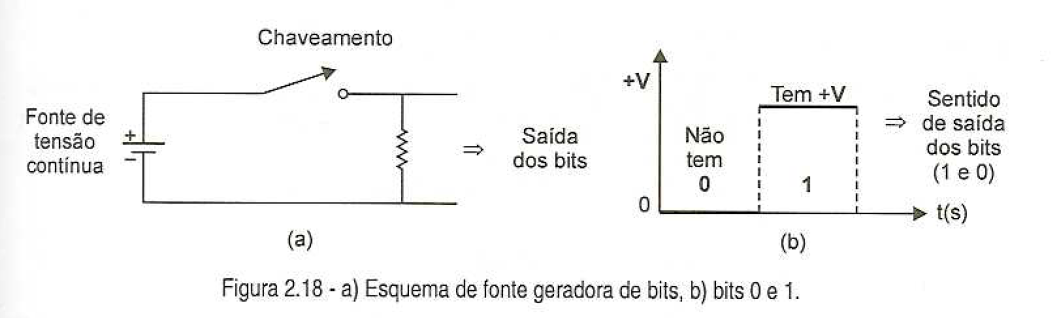 Chaveamento
Fonte de
tensão
contínua
+
−
⇒
Saída
dos bits
(a)
+V
Tem +V
Não
tem
0
1
0
⇒
Sentido
de saída
dos bits
(1 e 0)
t(s)
(b)
Figura 2.18 - a) Esquema de fonte geradora de bits, b) bits 0 e 1.